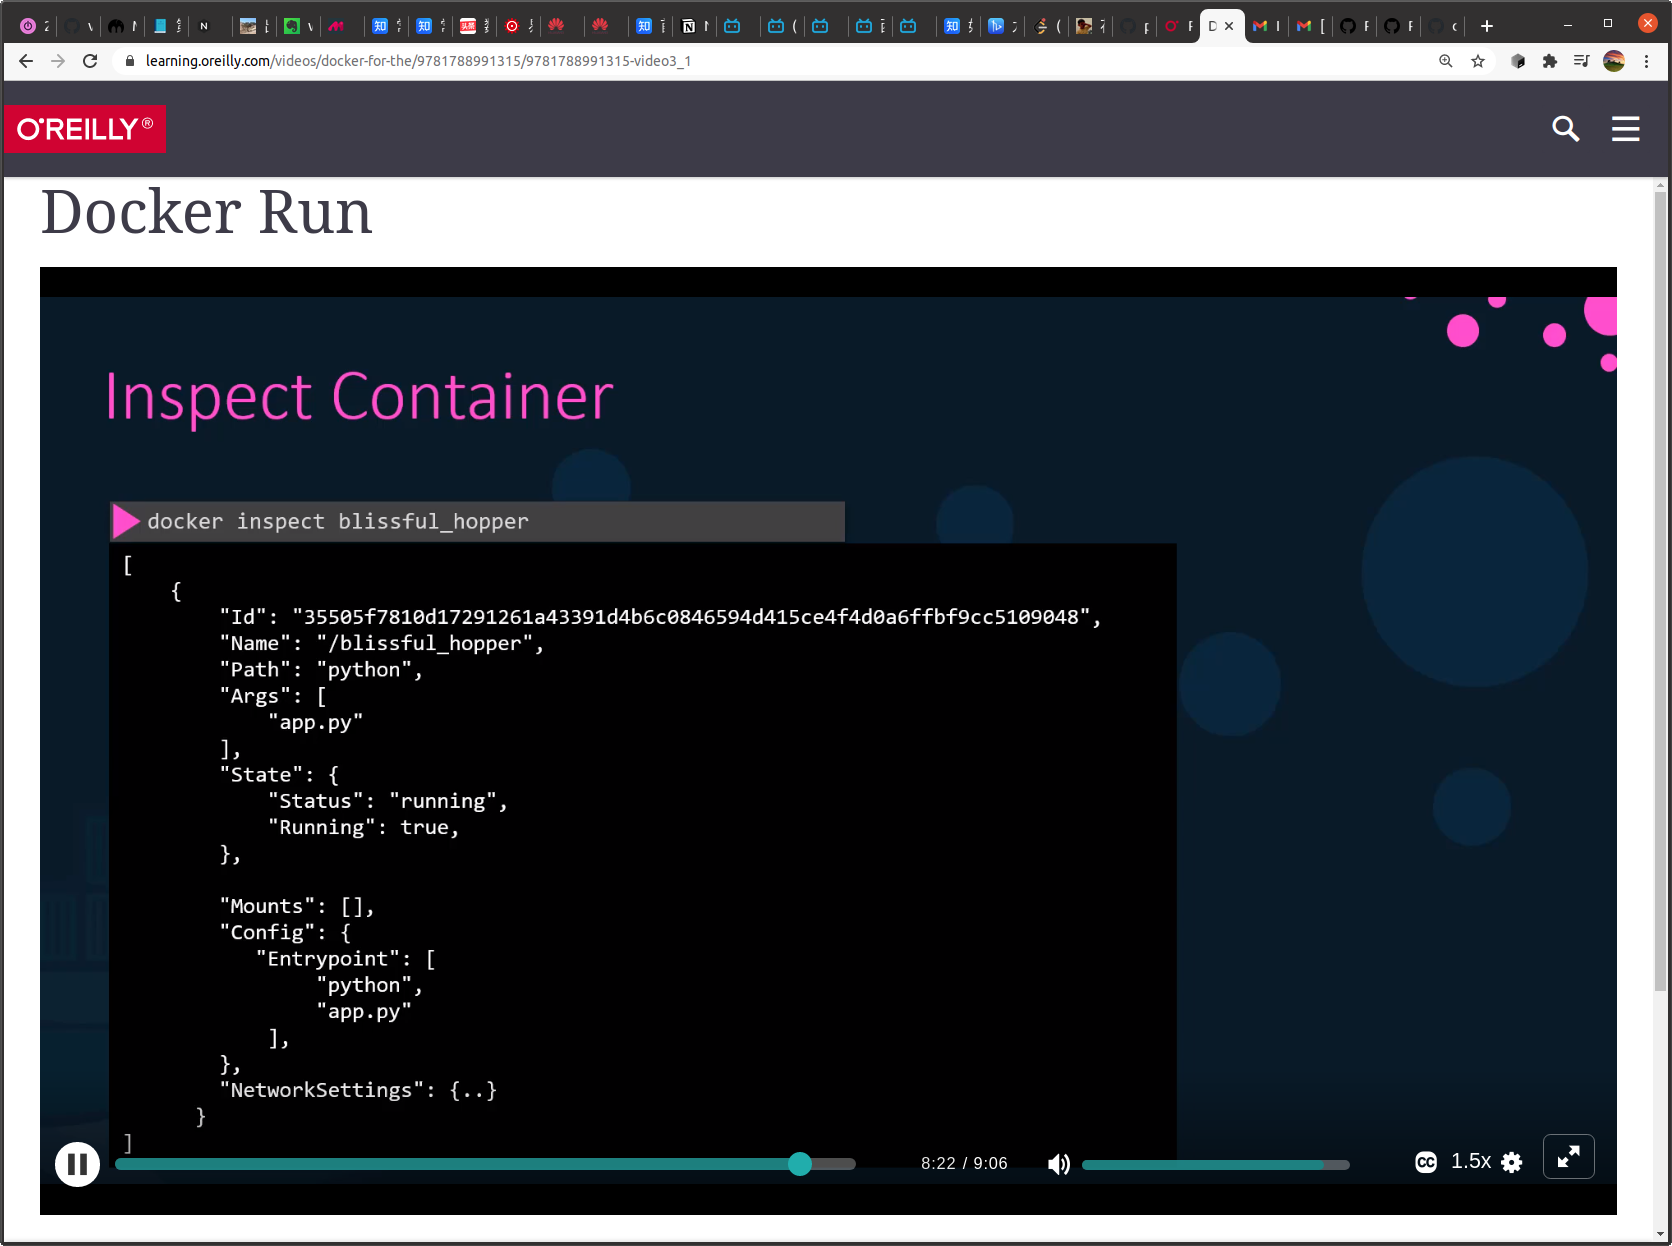 learning.oreilly.com/videos/docker-for-the/9781788991315/9781788991315-video3_1
O'REILLY®
Docker Run
Inspect Container
docker inspect blissful_hopper
[
{
"Id": "35505f7810d17291261a43391d4b6c0846594d415ce4f4d0a6ffbf9cc5109048",
"Name": "/blissful_hopper",
"Path": "python",
"Args": [
"app.py"
],
"State": {
"Status": "running",
"Running": true,
},
"Mounts": [],
"Config": {
"Entrypoint": [
"python",
"app.py"
],
},
"NetworkSettings": {..}
}
]
8:22 / 9:06
CC
1.5x